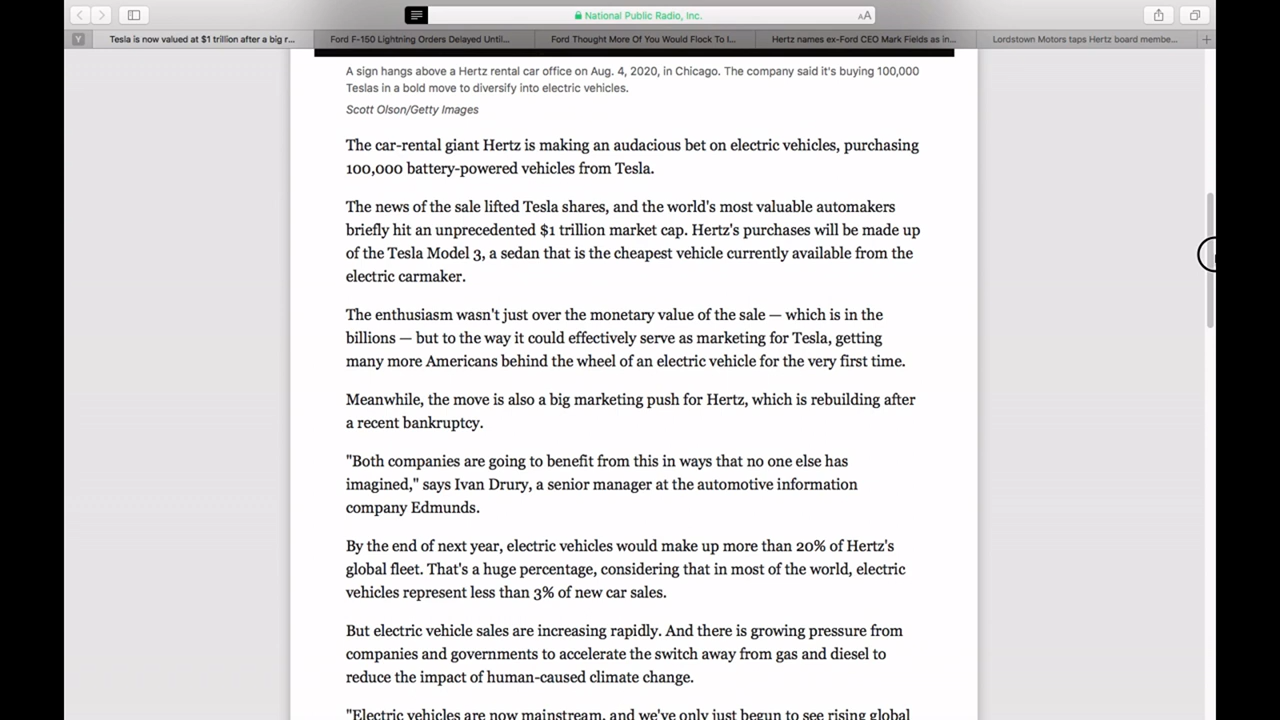 National Public Radio, Inc.
AA
Y
Tesla is now valued at $1 trillion after a big r...
Ford F-150 Lightning Orders Delayed Until...
Ford Thought More Of You Would Flock To I...
Hertz names ex-Ford CEO Mark Fields as in...
Lordstown Motors taps Hertz board membe...
A sign hangs above a Hertz rental car office on Aug. 4, 2020, in Chicago. The company said it's buying 100,000
Teslas in a bold move to diversify into electric vehicles.
Scott Olson/Getty Images
The car-rental giant Hertz is making an audacious bet on electric vehicles, purchasing
100,000 battery-powered vehicles from Tesla.
The news of the sale lifted Tesla shares, and the world's most valuable automakers
briefly hit an unprecedented $1 trillion market cap. Hertz's purchases will be made up
of the Tesla Model 3, a sedan that is the cheapest vehicle currently available from the
electric carmaker.
The enthusiasm wasn't just over the monetary value of the sale — which is in the
billions — but to the way it could effectively serve as marketing for Tesla, getting
many more Americans behind the wheel of an electric vehicle for the very first time.
Meanwhile, the move is also a big marketing push for Hertz, which is rebuilding after
a recent bankruptcy.
"Both companies are going to benefit from this in ways that no one else has
imagined," says Ivan Drury, a senior manager at the automotive information
company Edmunds.
By the end of next year, electric vehicles would make up more than 20% of Hertz's
global fleet. That's a huge percentage, considering that in most of the world, electric
vehicles represent less than 3% of new car sales.
But electric vehicle sales are increasing rapidly. And there is growing pressure from
companies and governments to accelerate the switch away from gas and diesel to
reduce the impact of human-caused climate change.
"Electric vehicles are now mainstream, and we've only just begun to see rising global